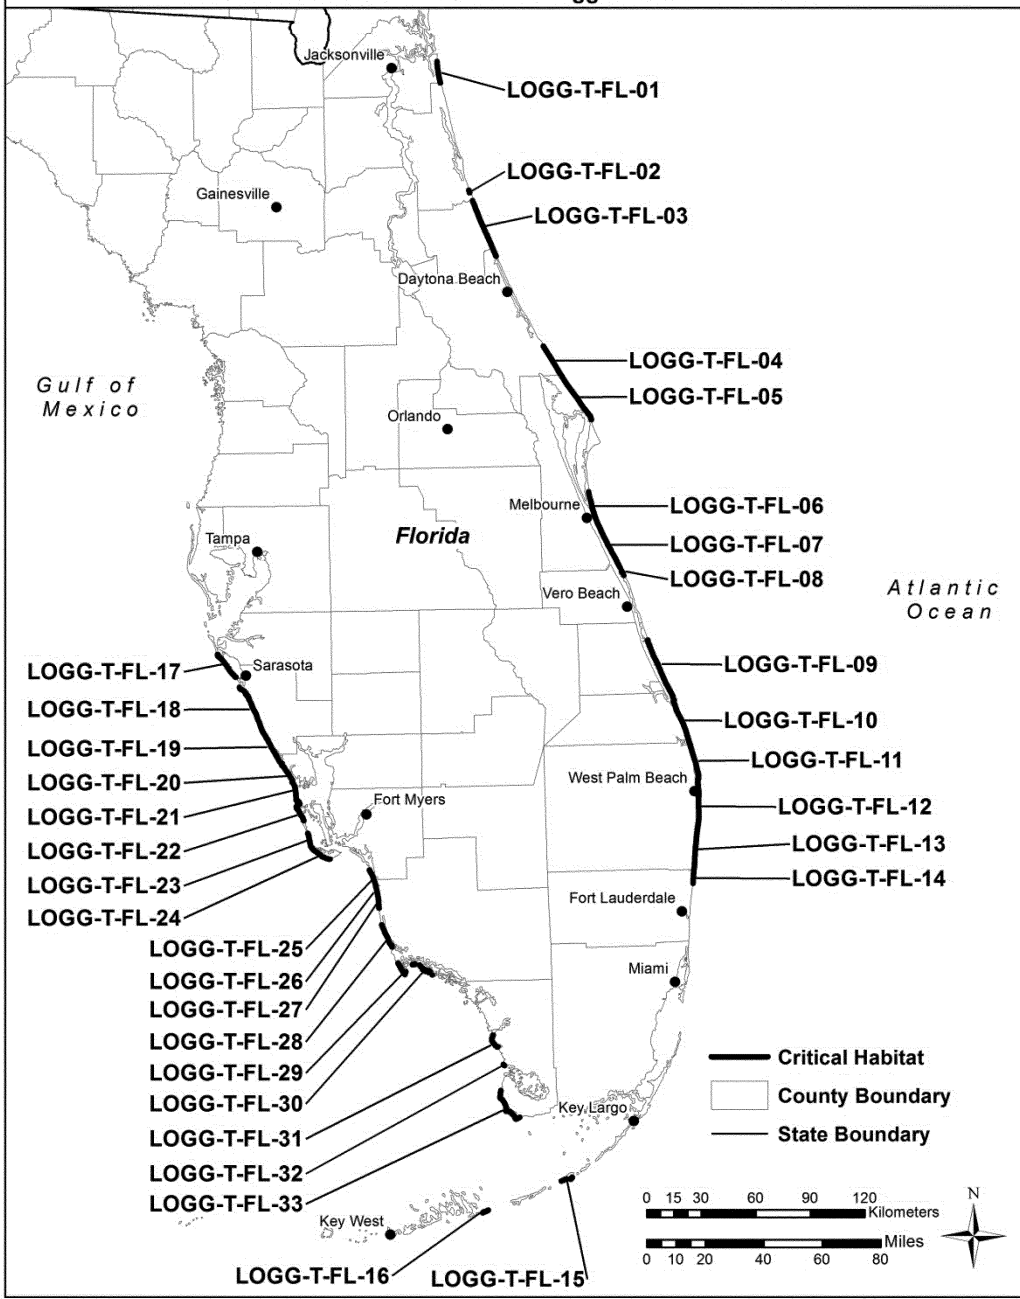 Jacksonville
LOGG-T-FL-01
LOGG-T-FL-02
Gainesville
LOGG-T-FL-03
Daytona Beach
LOGG-T-FL-04
Gulf of
Mexico
LOGG-T-FL-05
Orlando
LOGG-T-FL-06
Melbourne
Florida
Tampa
LOGG-T-FL-07
LOGG-T-FL-08
Vero Beach
Atlantic
Ocean
LOGG-T-FL-17
Sarasota
LOGG-T-FL-09
LOGG-T-FL-18
LOGG-T-FL-10
LOGG-T-FL-19
LOGG-T-FL-11
LOGG-T-FL-20
West Palm Beach
LOGG-T-FL-21
Fort Myers
LOGG-T-FL-12
LOGG-T-FL-22
LOGG-T-FL-13
LOGG-T-FL-23
LOGG-T-FL-14
LOGG-T-FL-24
Fort Lauderdale
LOGG-T-FL-25
LOGG-T-FL-26
Miami
LOGG-T-FL-27
LOGG-T-FL-28
LOGG-T-FL-29
LOGG-T-FL-30
LOGG-T-FL-31
LOGG-T-FL-32
LOGG-T-FL-33
Critical Habitat
County Boundary
State Boundary
Key Largo
Key West
LOGG-T-FL-16
LOGG-T-FL-15
0 15 30 60 90 120
Kilometers
Miles
0 10 20 40 60 80
N